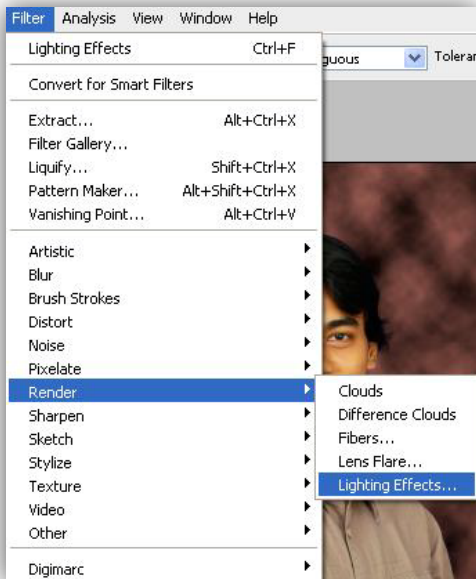 Filter Analysis View Window Help
Lighting Effects Ctrl+F
Convert for Smart Filters
Extract... Alt+Ctrl+X
Filter Gallery...
Liquify... Shift+Ctrl+X
Pattern Maker... Alt+Shift+Ctrl+X
Vanishing Point... Alt+Ctrl+V
Artistic
Blur
Brush Strokes
Distort
Noise
Pixelate
Render
Sharpen
Sketch
Stylize
Texture
Video
Other
Digimarc
guous Toleran
Clouds
Difference Clouds
Fibers...
Lens Flare...
Lighting Effects...